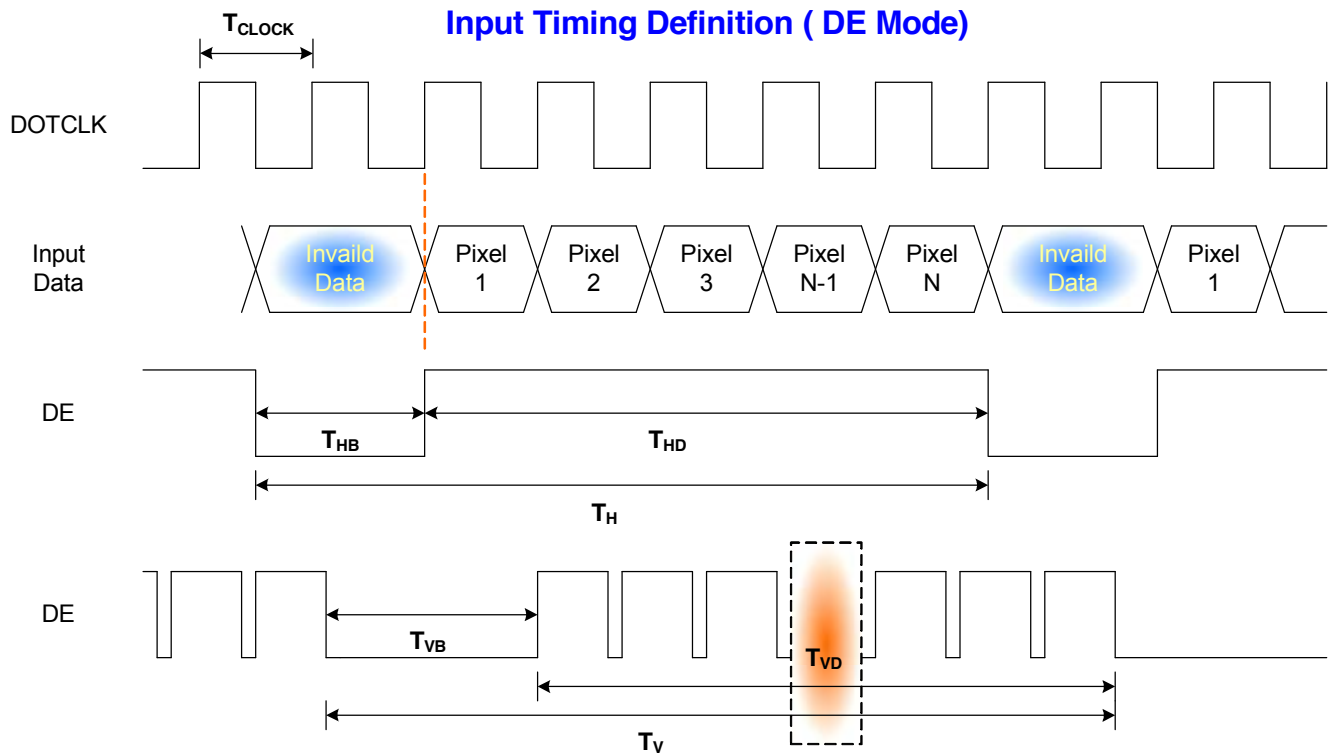 Input Timing Definition ( DE Mode)
TCLOCK
DOTCLK
Input
Data
Invaild
Data
Pixel
1
Pixel
2
Pixel
3
Pixel
N-1
Pixel
N
Invaild
Data
Pixel
1
DE
THB
THD
TH
DE
TVB
TVD
TV